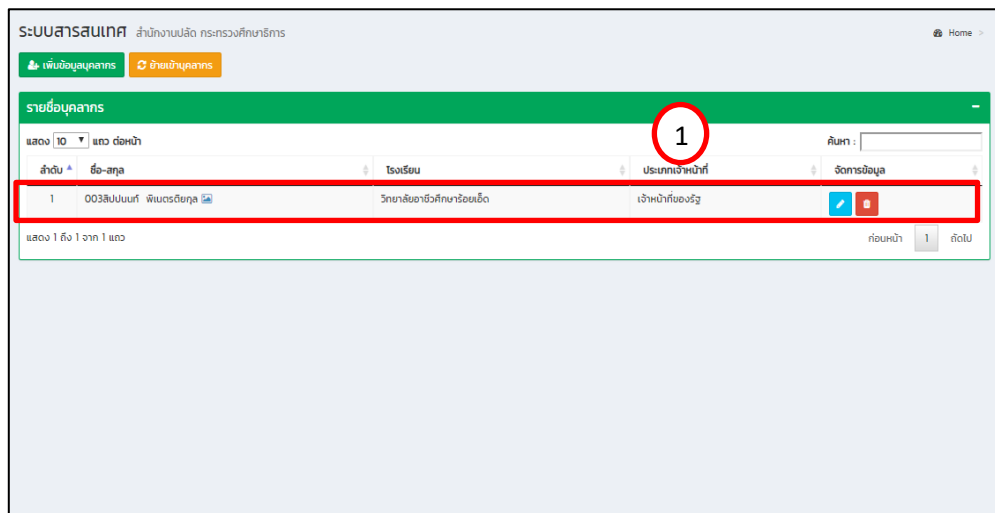 ระบบสารสนเทศ สำนักงานปลัด กระทรวงศึกษาธิการ Home >
เพิ่มข้อมูลบุคลากร ย้ายเข้าบุคลากร
รายชื่อบุคลากร
แสดง 10 แถว ต่อหน้า 1 ค้นหา :
ลำดับ ชื่อ-สกุล โรงเรียน ประเภทเจ้าหน้าที่ จัดการข้อมูล
1 003สิปปนนท์ พิเนตรตียกุล วิทยาลัยอาชีวศึกษาร้อยเอ็ด เจ้าหน้าที่ของรัฐ
แสดง 1 ถึง 1 จาก 1 แถว ก่อนหน้า 1 ถัดไป